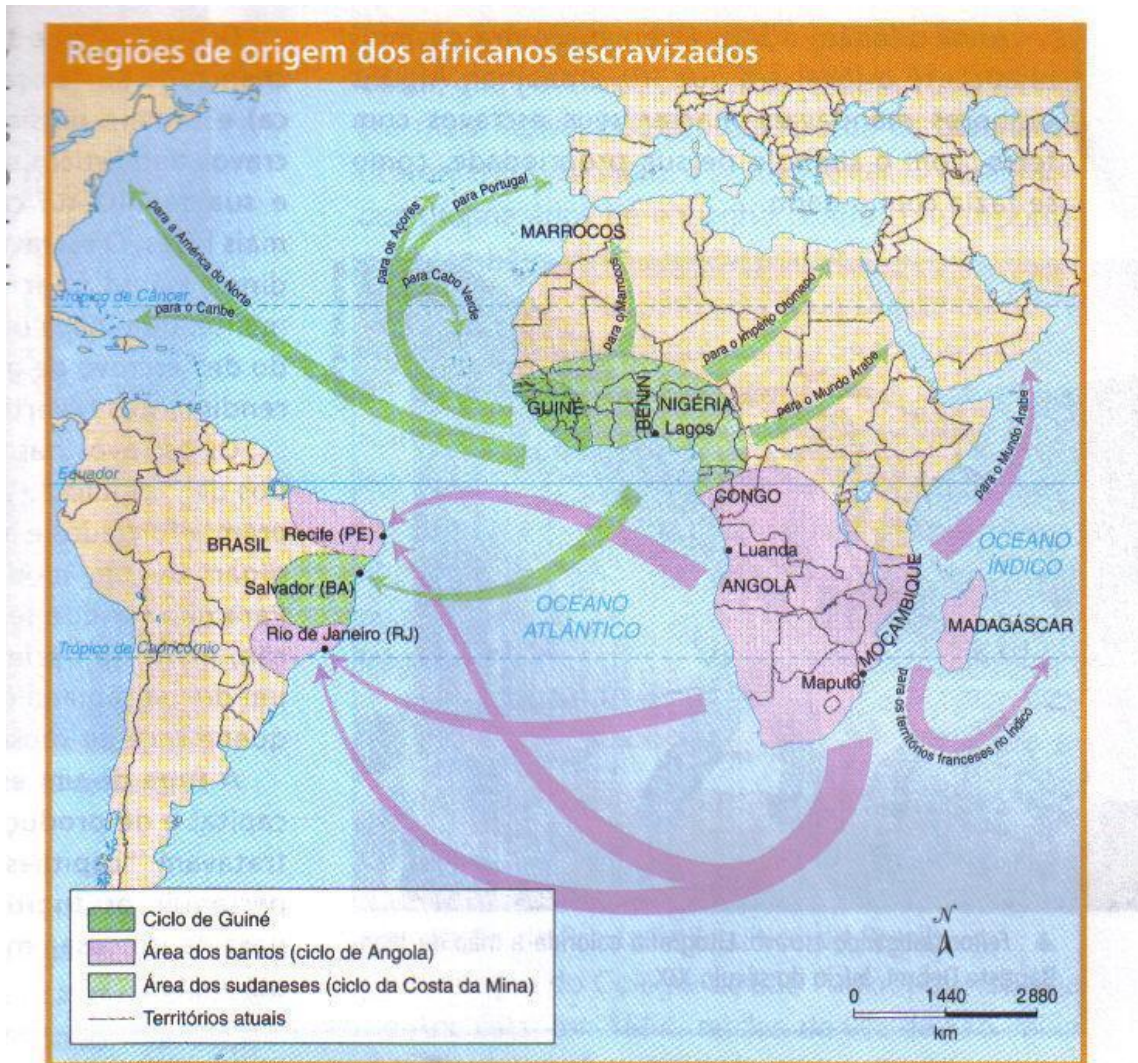 Regiões de origem dos africanos escravizados
para a América do Norte
para o Caribe
para os Açores
para Portugal
para Cabo Verde
MARROCOS
para o Marrocos
para o Império Otomano
para o Mundo Árabe
para o Mundo Árabe
Trópico de Câncer
GUINÉ
BENIN
NIGÉRIA
Lagos
Equador
CONGO
Luanda
ANGOLA
MOÇAMBIQUE
Maputo
MADAGÁSCAR
OCEANO
ÍNDICO
para os territórios franceses no Índico
BRASIL
Recife (PE)
Salvador (BA)
Rio de Janeiro (RJ)
Trópico de Capricórnio
OCEANO
ATLÂNTICO
Ciclo de Guiné
Área dos bantos (ciclo de Angola)
Área dos sudaneses (ciclo da Costa da Mina)
Territórios atuais
N
0 1440 2880
km